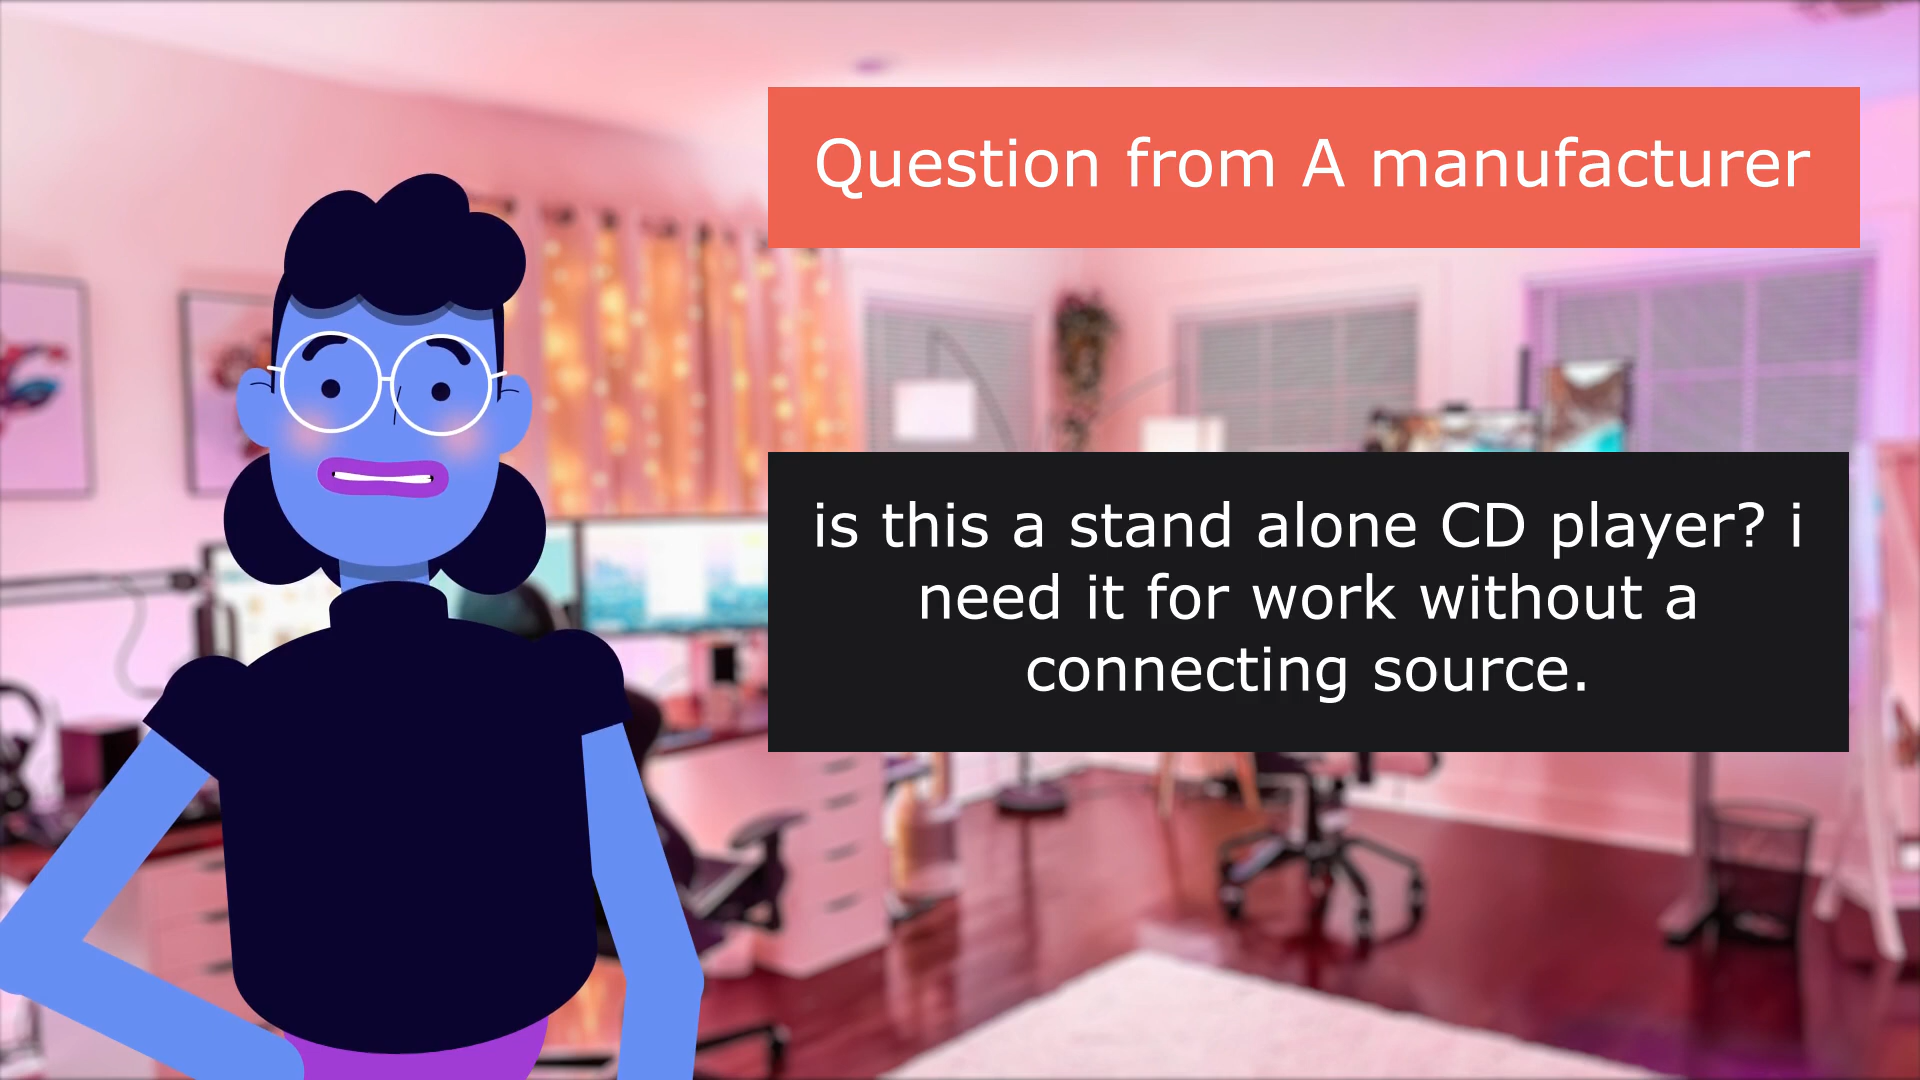 Question from A manufacturer
is this a stand alone CD player? i
need it for work without a
connecting source.